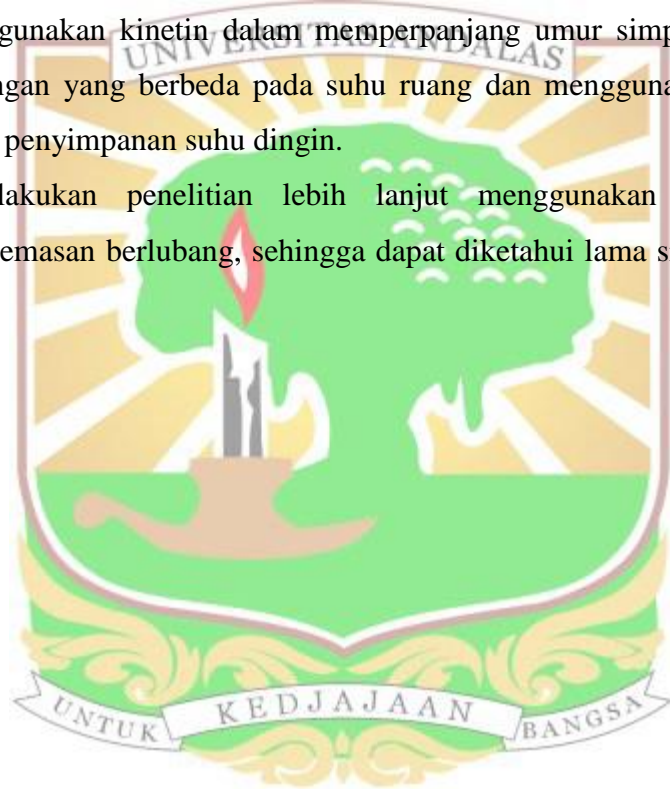 gunakan kinetin dalam memperpanjang umur simp
UNIVERSITAS ANDALAS
ngan yang berbeda pada suhu ruang dan mengguna
penyimpanan suhu dingin.
lakukan penelitian lebih lanjut menggunakan
emasan berlubang, sehingga dapat diketahui lama s
UNTUK KEDJAJAAN BANGSA